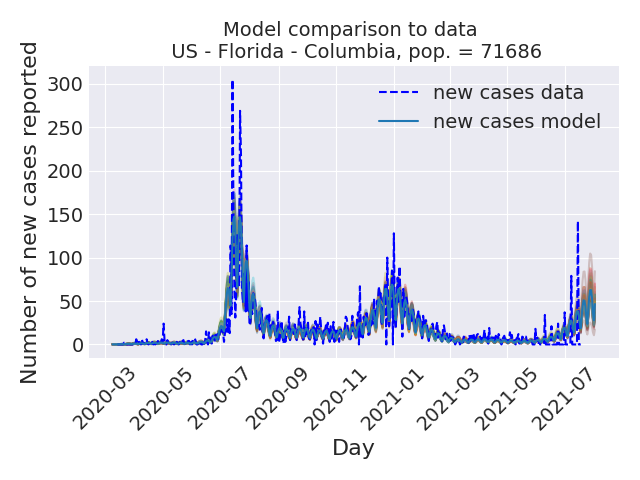 Model comparison to data
US - Florida - Columbia, pop. = 71686
Number of new cases reported
300
250
200
150
100
50
0
new cases data
new cases model
2020-03
2020-05
2020-07
2020-09
2020-11
2021-01
2021-03
2021-05
2021-07
Day